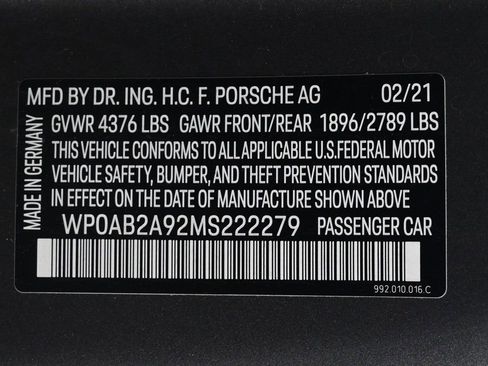 MFD BY DR. ING. H.C. F. PORSCHE AG 02/21
GVWR 4376 LBS GAWR FRONT/REAR 1896/2789 LBS
THIS VEHICLE CONFORMS TO ALL APPLICABLE U.S.FEDERAL MOTOR
VEHICLE SAFETY, BUMPER, AND THEFT PREVENTION STANDARDS
IN EFFECT ON THE DATE OF MANUFACTURE SHOWN ABOVE
WP0AB2A92MS222279 PASSENGER CAR
992.010.016.C
MADE IN GERMANY